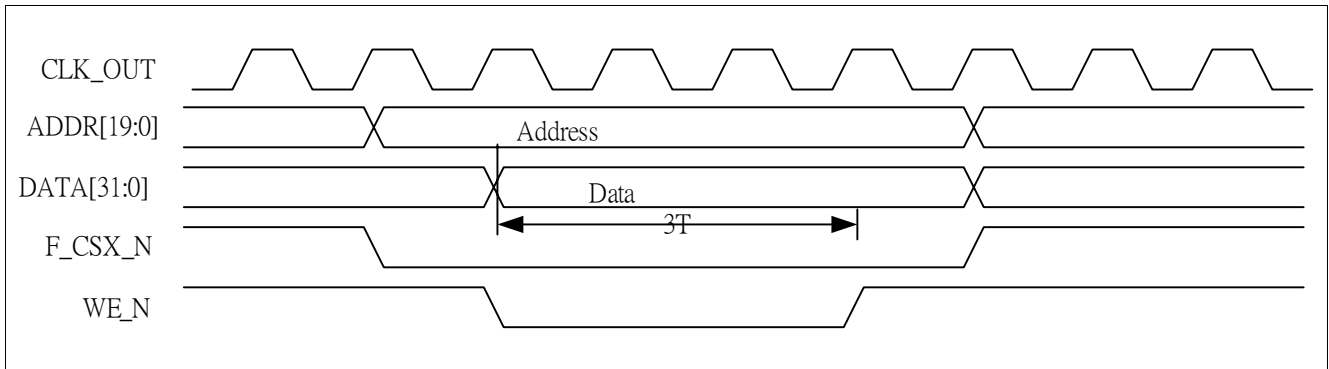 CLK_OUT
ADDR[19:0]
Address
DATA[31:0]
Data
3T
F_CSX_N
WE_N